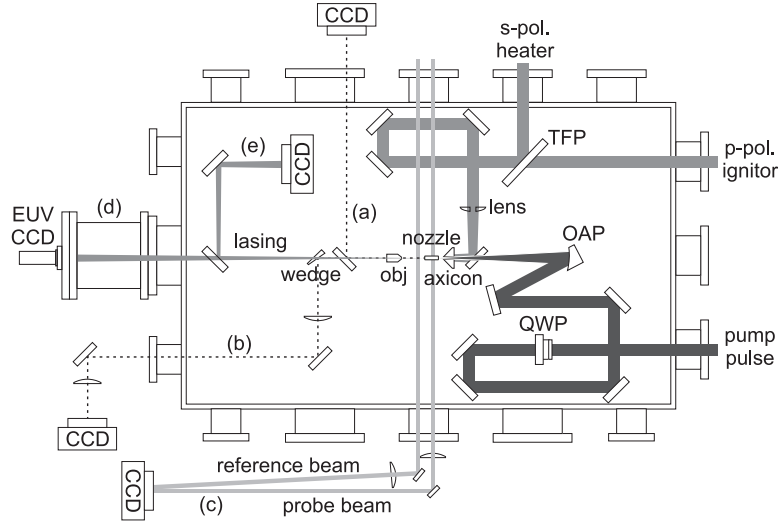 CCD
s-pol.
heater
TFP
p-pol.
ignitor
(e)
CCD
(a)
EUV
CCD
(d)
lens
lasing
nozzle
OAP
wedge
obj
axicon
QWP
pump
pulse
(b)
CCD
reference beam
CCD
(c)
probe beam